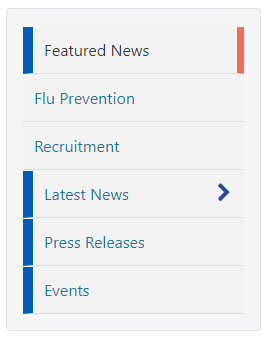 Featured News
Flu Prevention
Recruitment
Latest News
Press Releases
Events